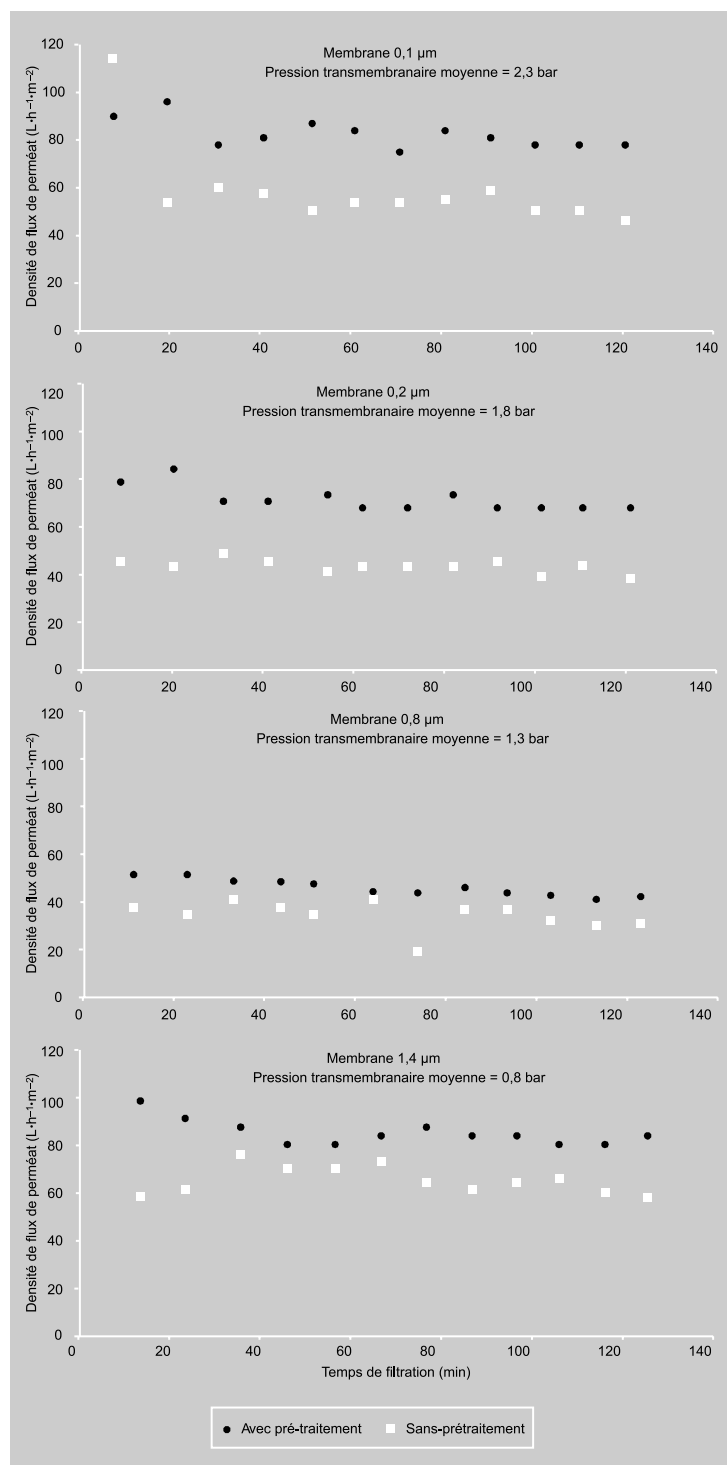 Membrane 0,1 µm
Pression transmembranaire moyenne = 2,3 bar
Densité de flux de perméat (L·h⁻¹·m⁻²)
120
100
80
60
40
20
0
0 20 40 60 80 100 120 140
Membrane 0,2 µm
Pression transmembranaire moyenne = 1,8 bar
Densité de flux de perméat (L·h⁻¹·m⁻²)
120
100
80
60
40
20
0
0 20 40 60 80 100 120 140
Membrane 0,8 µm
Pression transmembranaire moyenne = 1,3 bar
Densité de flux de perméat (L·h⁻¹·m⁻²)
120
100
80
60
40
20
0
0 20 40 60 80 100 120 140
Membrane 1,4 µm
Pression transmembranaire moyenne = 0,8 bar
Densité de flux de perméat (L·h⁻¹·m⁻²)
120
100
80
60
40
20
0
0 20 40 60 80 100 120 140
Temps de filtration (min)
Avec pré-traitement Sans-prétraitement